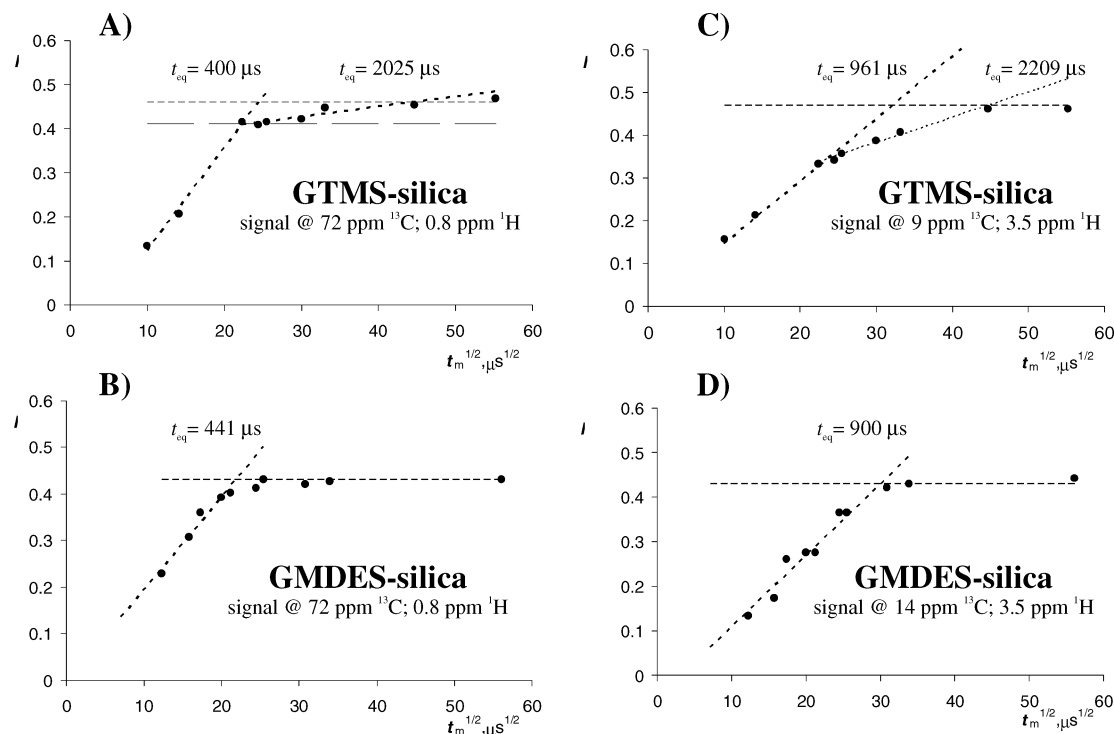 A)
I
0.6
0.5
0.4
0.3
0.2
0.1
0
t_eq= 400 μs
t_eq= 2025 μs
GTMS-silica
signal @ 72 ppm ¹³C; 0.8 ppm ¹H
0 10 20 30 40 50 60
t_m^1/2,μs^1/2
C)
I
0.6
0.5
0.4
0.3
0.2
0.1
0
t_eq= 961 μs
t_eq= 2209 μs
GTMS-silica
signal @ 9 ppm ¹³C; 3.5 ppm ¹H
0 10 20 30 40 50 60
t_m^1/2,μs^1/2
B)
I
0.6
0.5
0.4
0.3
0.2
0.1
0
t_eq= 441 μs
GMDES-silica
signal @ 72 ppm ¹³C; 0.8 ppm ¹H
0 10 20 30 40 50 60
t_m^1/2,μs^1/2
D)
I
0.6
0.5
0.4
0.3
0.2
0.1
0
t_eq= 900 μs
GMDES-silica
signal @ 14 ppm ¹³C; 3.5 ppm ¹H
0 10 20 30 40 50 60
t_m^1/2,μs^1/2